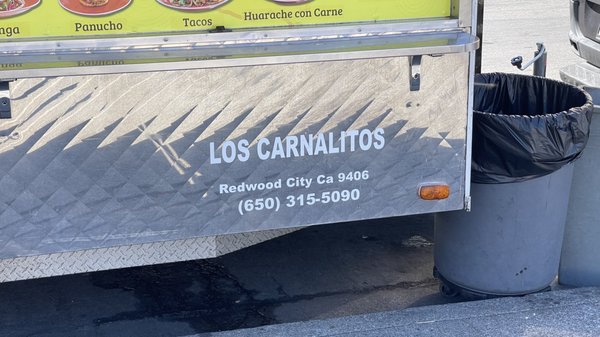 Panucho
Tacos
Huarache con Carne
LOS CARNALITOS
Redwood City Ca 9406
(650) 315-5090